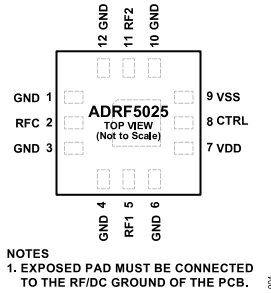 12 GND
11 RF2
10 GND
GND 1
RFC 2
GND 3
ADRF5025
TOP VIEW
(Not to Scale)
9 VSS
8 CTRL
7 VDD
GND 4
RF1 5
GND 6
NOTES
1. EXPOSED PAD MUST BE CONNECTED
TO THE RF/DC GROUND OF THE PCB.